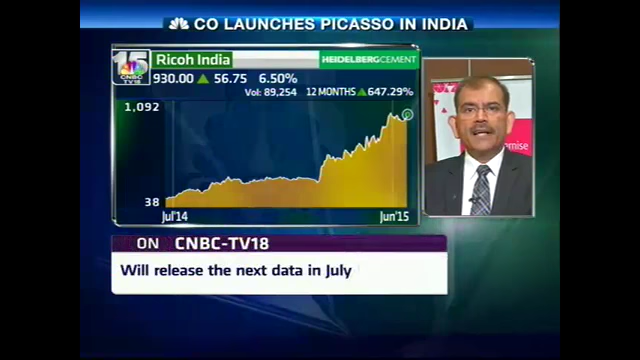 CO LAUNCHES PICASSO IN INDIA
15
CNBC
TV18
Ricoh India
HEIDELBERGCEMENT
930.00 ▲ 56.75 6.50%
Vol: 89,254 12 MONTHS ▲ 647.29%
1,092
38
Jul'14 Jun'15
mise
ON CNBC-TV18
Will release the next data in July